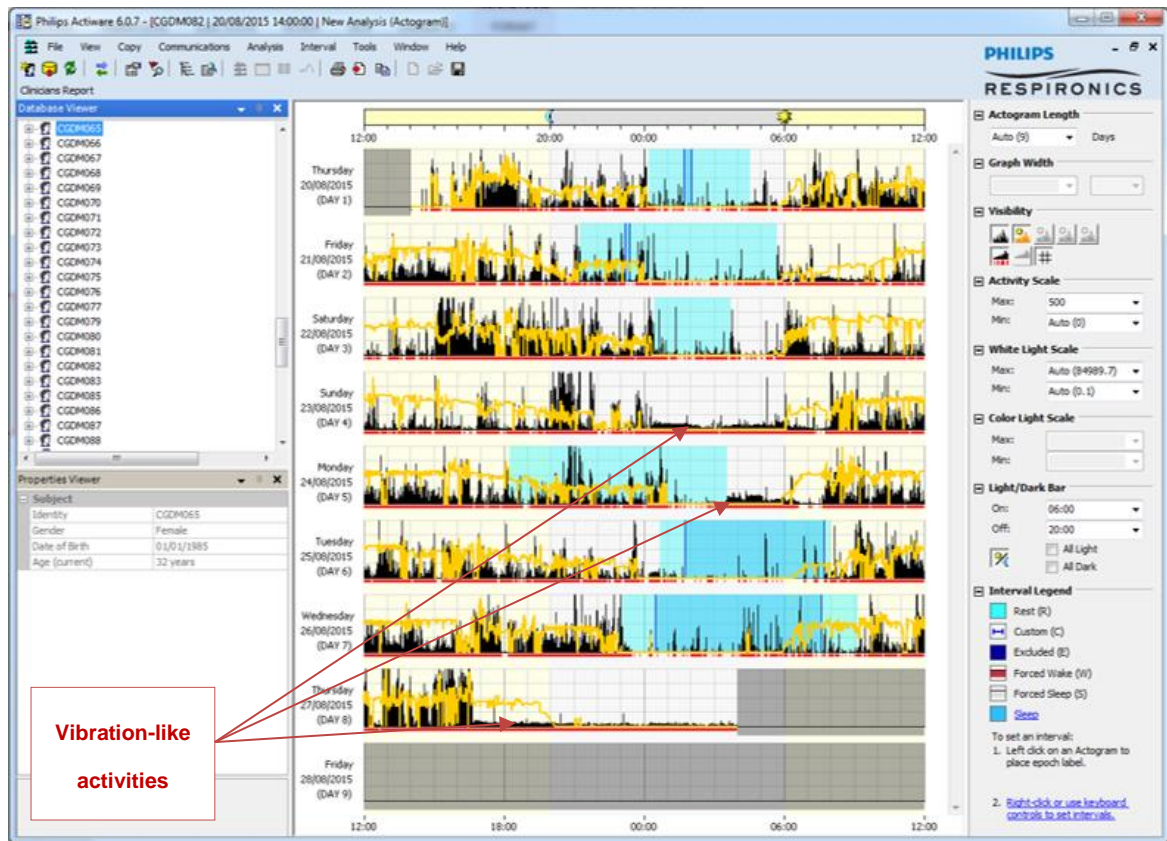 Philips Actiware 6.0.7 - [CGDM082 | 20/08/2015 14:00:00 | New Analysis (Actogram)]
File View Copy Communications Analysis Interval Tools Window Help
Clinicians Report
Database Viewer
CGDM065
CGDM066
CGDM067
CGDM068
CGDM069
CGDM070
CGDM071
CGDM072
CGDM073
CGDM074
CGDM075
CGDM076
CGDM077
CGDM079
CGDM080
CGDM081
CGDM082
CGDM083
CGDM085
CGDM086
CGDM087
CGDM088
Properties Viewer
Subject
Identity CGDM065
Gender Female
Date of Birth 01/01/1985
Age (current) 32 years
Vibration-like
activities
12:00 20:00 00:00 06:00 12:00
Thursday
20/08/2015
(DAY 1)
Friday
21/08/2015
(DAY 2)
Saturday
22/08/2015
(DAY 3)
Sunday
23/08/2015
(DAY 4)
Monday
24/08/2015
(DAY 5)
Tuesday
25/08/2015
(DAY 6)
Wednesday
26/08/2015
(DAY 7)
Thursday
27/08/2015
(DAY 8)
Friday
28/08/2015
(DAY 9)
12:00 18:00 00:00 06:00 12:00
PHILIPS
RESPIRONICS
Actogram Length
Auto (9) Days
Graph Width
Visibility
Activity Scale
Max: 500
Min: Auto (0)
White Light Scale
Max: Auto (84989.7)
Min: Auto (0.1)
Color Light Scale
Max:
Min:
Light/Dark Bar
On: 06:00
Off: 20:00
All Light
All Dark
Interval Legend
Rest (R)
Custom (C)
Excluded (E)
Forced Wake (W)
Forced Sleep (S)
Sleep
To set an interval:
1. Left click on an Actogram to
place epoch label.
2. Right-click or use keyboard
controls to set intervals.